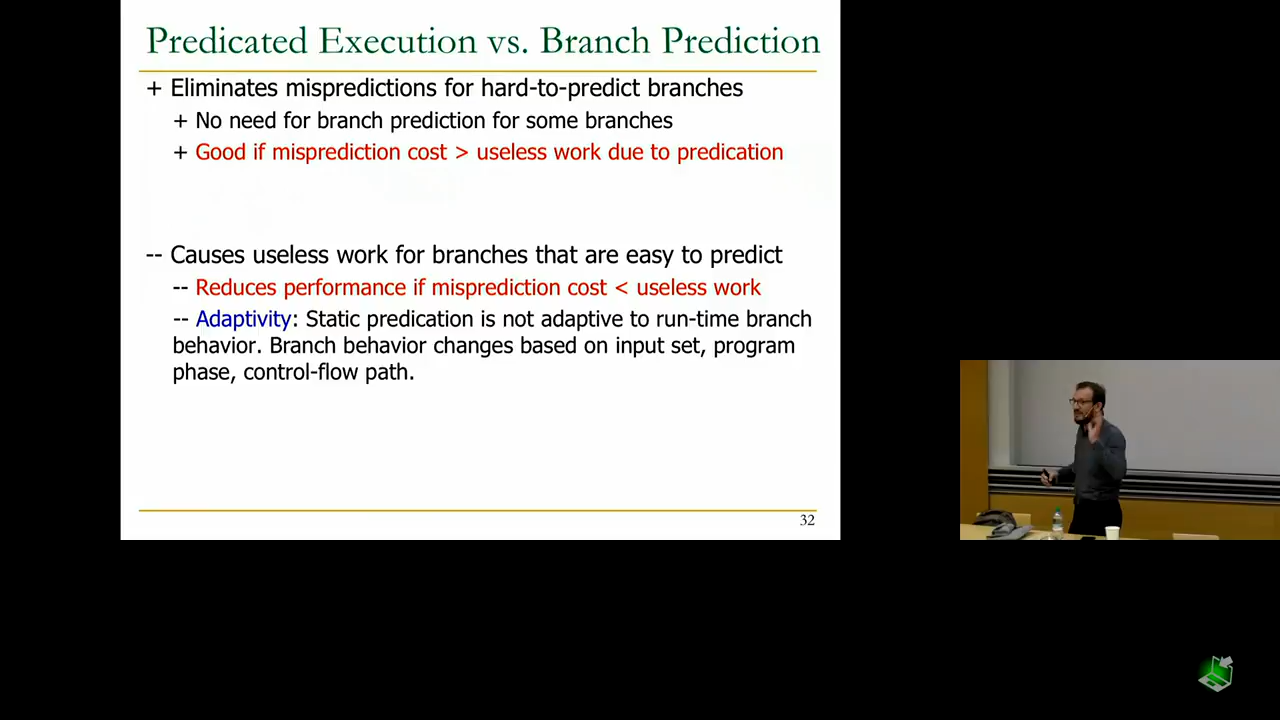 Predicated Execution vs. Branch Prediction
+ Eliminates mispredictions for hard-to-predict branches
+ No need for branch prediction for some branches
+ Good if misprediction cost > useless work due to predication
-- Causes useless work for branches that are easy to predict
-- Reduces performance if misprediction cost < useless work
-- Adaptivity: Static predication is not adaptive to run-time branch
behavior. Branch behavior changes based on input set, program
phase, control-flow path.
32